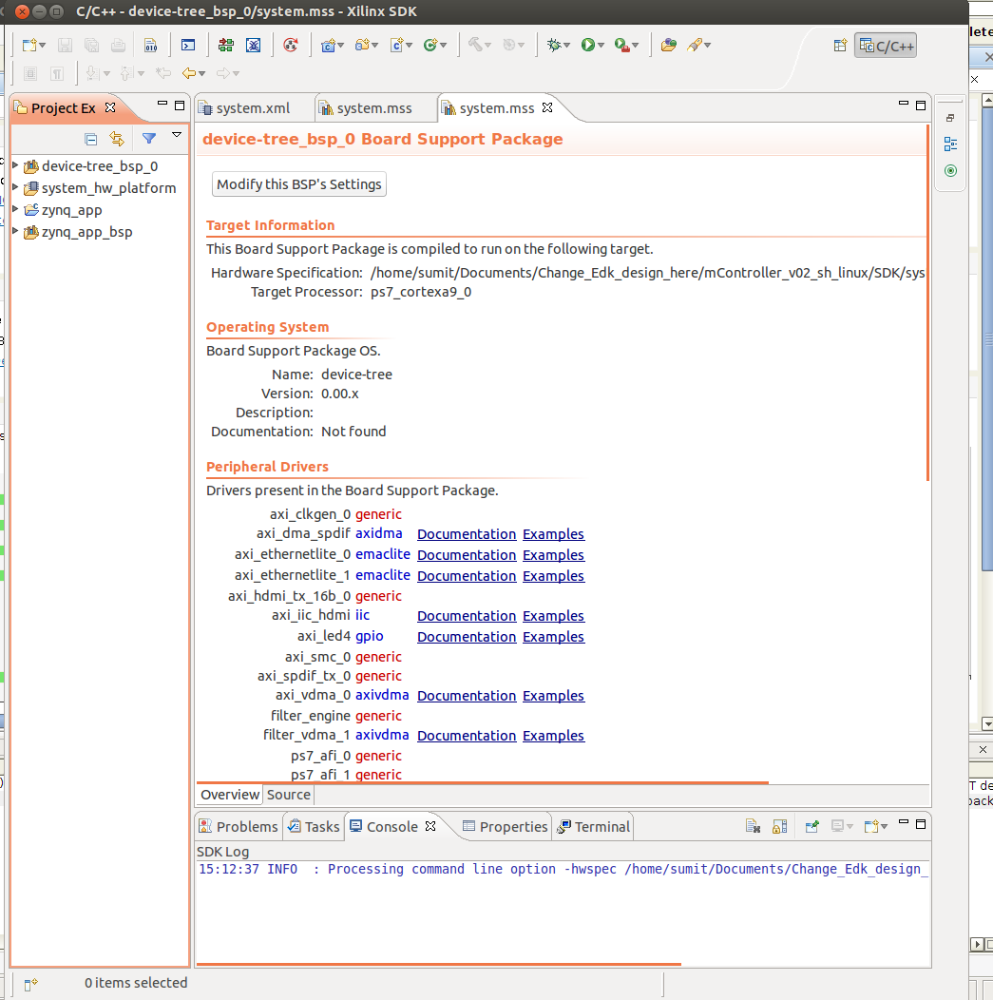 C/C++ - device-tree_bsp_0/system.mss - Xilinx SDK
C/C++
Project Ex
system.xml
system.mss
system.mss
device-tree_bsp_0
system_hw_platform
zynq_app
zynq_app_bsp
device-tree_bsp_0 Board Support Package
Modify this BSP's Settings
Target Information
This Board Support Package is compiled to run on the following target.
Hardware Specification: /home/sumit/Documents/Change_Edk_design_here/mController_v02_sh_linux/SDK/sys
Target Processor: ps7_cortexa9_0
Operating System
Board Support Package OS.
Name: device-tree
Version: 0.00.x
Description:
Documentation: Not found
Peripheral Drivers
Drivers present in the Board Support Package.
axi_clkgen_0 generic
axi_dma_spdif axidma Documentation Examples
axi_ethernetlite_0 emaclite Documentation Examples
axi_ethernetlite_1 emaclite Documentation Examples
axi_hdmi_tx_16b_0 generic
axi_iic_hdmi iic Documentation Examples
axi_led4 gpio Documentation Examples
axi_smc_0 generic
axi_spdif_tx_0 generic
axi_vdma_0 axivdma Documentation Examples
filter_engine generic
filter_vdma_1 axivdma Documentation Examples
ps7_afi_0 generic
ps7_afi_1 generic
Overview Source
Problems Tasks Console Properties Terminal
SDK Log
15:12:37 INFO : Processing command line option -hwspec /home/sumit/Documents/Change_Edk_design_
0 items selected